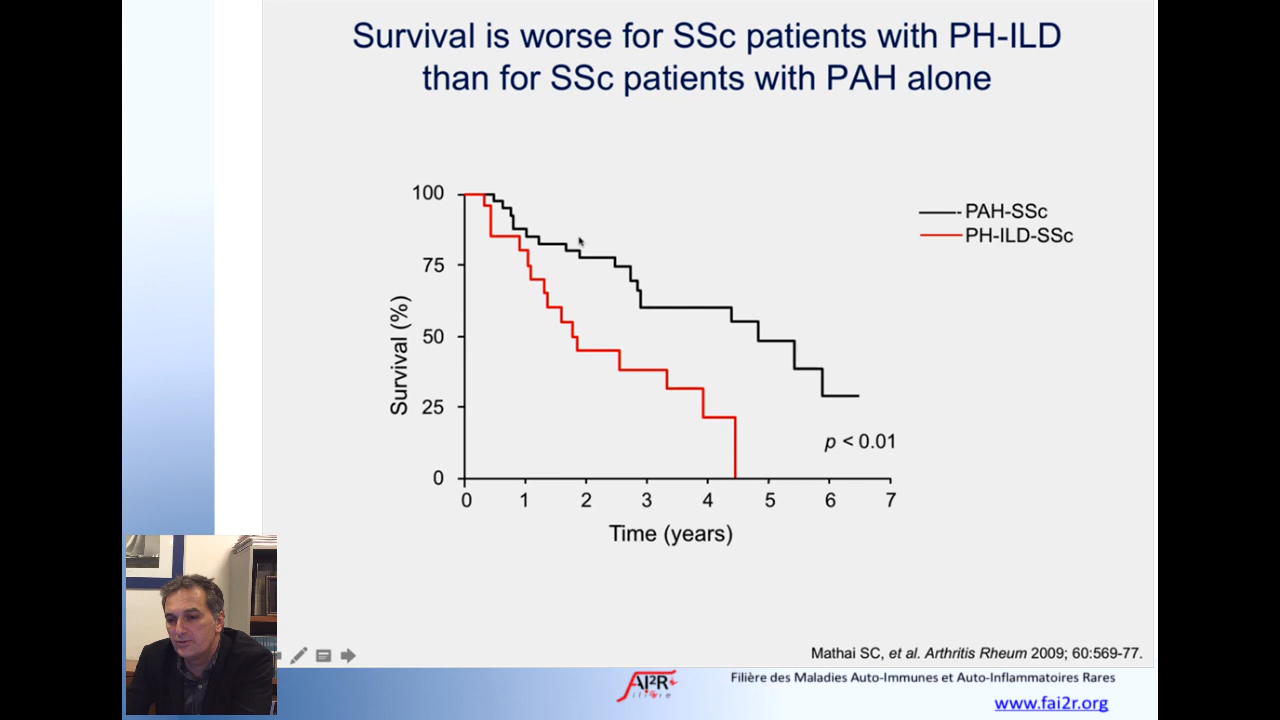 Survival is worse for SSc patients with PH-ILD
than for SSc patients with PAH alone
100
75
50
25
0
Survival (%)
0 1 2 3 4 5 6 7
Time (years)
PAH-SSc
PH-ILD-SSc
p < 0.01
Mathai SC, et al. Arthritis Rheum 2009; 60:569-77.
AI2R
filière
Filière des Maladies Auto-Immunes et Auto-Inflammatoires Rares
www.fai2r.org